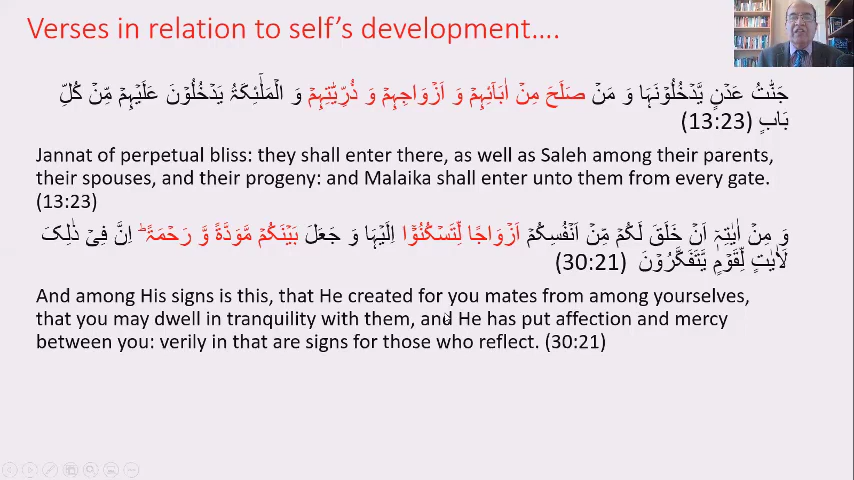 Verses in relation to self's development....
جَنّٰتُ عَدۡنٍ یَّدۡخُلُوۡنَہَا وَ مَنۡ صَلَحَ مِنۡ اٰبَآئِہِمۡ وَ اَزۡوَاجِہِمۡ وَ ذُرِّیّٰتِہِمۡ وَ الۡمَلٰٓئِکَۃُ یَدۡخُلُوۡنَ عَلَیۡہِمۡ مِّنۡ کُلِّ
بَابٍ (13:23)
Jannat of perpetual bliss: they shall enter there, as well as Saleh among their parents,
their spouses, and their progeny: and Malaika shall enter unto them from every gate.
(13:23)
وَ مِنۡ اٰیٰتِہٖۤ اَنۡ خَلَقَ لَکُمۡ مِّنۡ اَنۡفُسِکُمۡ اَزۡوَاجًا لِّتَسۡکُنُوۡۤا اِلَیۡہَا وَ جَعَلَ بَیۡنَکُمۡ مَّوَدَّۃً وَّ رَحۡمَۃً ؕ اِنَّ فِیۡ ذٰلِکَ
لَاٰیٰتٍ لِّقَوۡمٍ یَّتَفَکَّرُوۡنَ (30:21)
And among His signs is this, that He created for you mates from among yourselves,
that you may dwell in tranquility with them, and He has put affection and mercy
between you: verily in that are signs for those who reflect. (30:21)